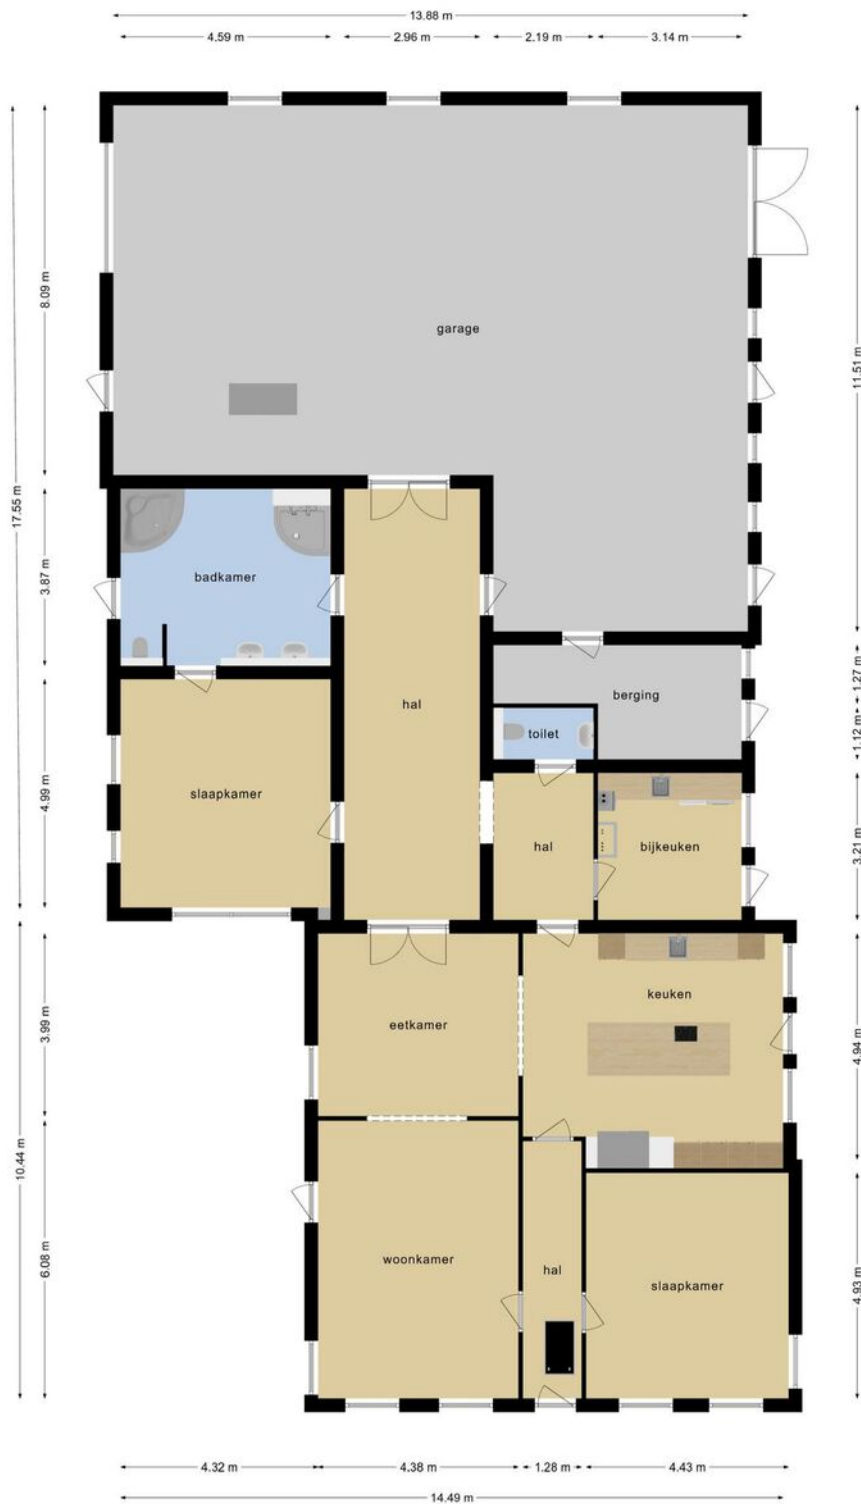 13.88 m
4.59 m
2.96 m
2.19 m
3.14 m
17.55 m
8.09 m
11.51 m
garage
3.87 m
badkamer
hal
berging
1.27 m
1.12 m
toilet
4.99 m
slaapkamer
hal
bijkeuken
3.21 m
3.99 m
eetkamer
keuken
4.94 m
10.44 m
6.08 m
woonkamer
hal
slaapkamer
4.93 m
4.32 m
4.38 m
1.28 m
4.43 m
14.49 m